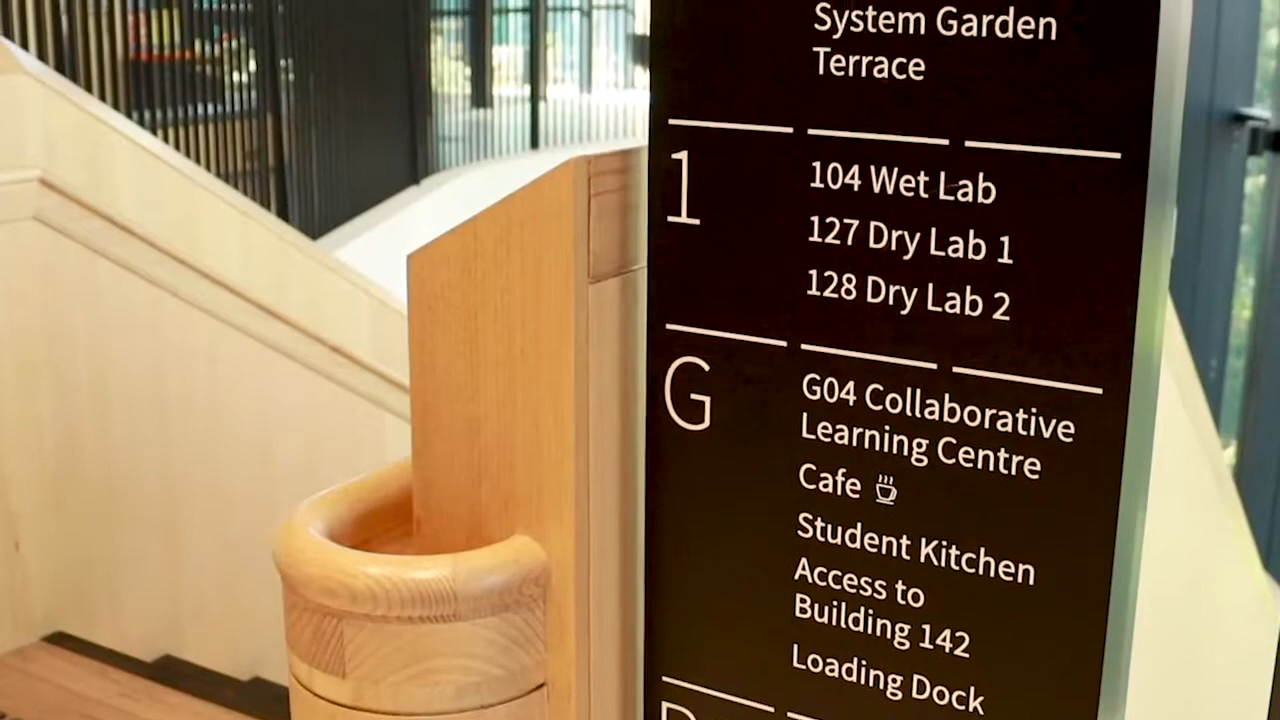 System Garden
Terrace
1
104 Wet Lab
127 Dry Lab 1
128 Dry Lab 2
G
G04 Collaborative
Learning Centre
Cafe
Student Kitchen
Access to
Building 142
Loading Dock